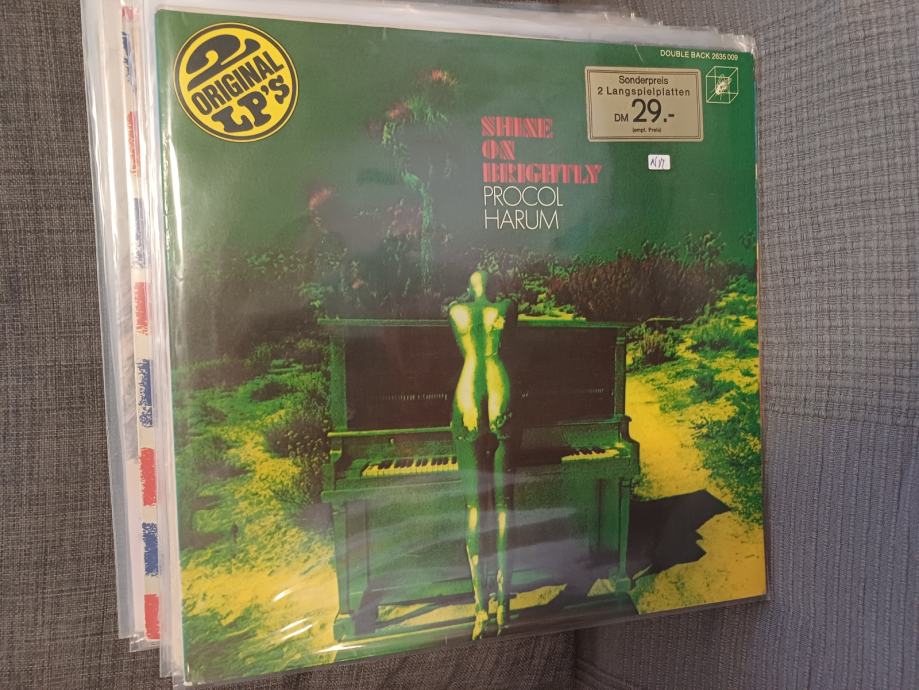 2
ORIGINAL
LP'S
DOUBLE BACK 2635 009
Sonderpreis
2 Langspielplatten
DM 29.-
(empf. Preis)
SHINE
ON
BRIGHTLY
PROCOL
HARUM